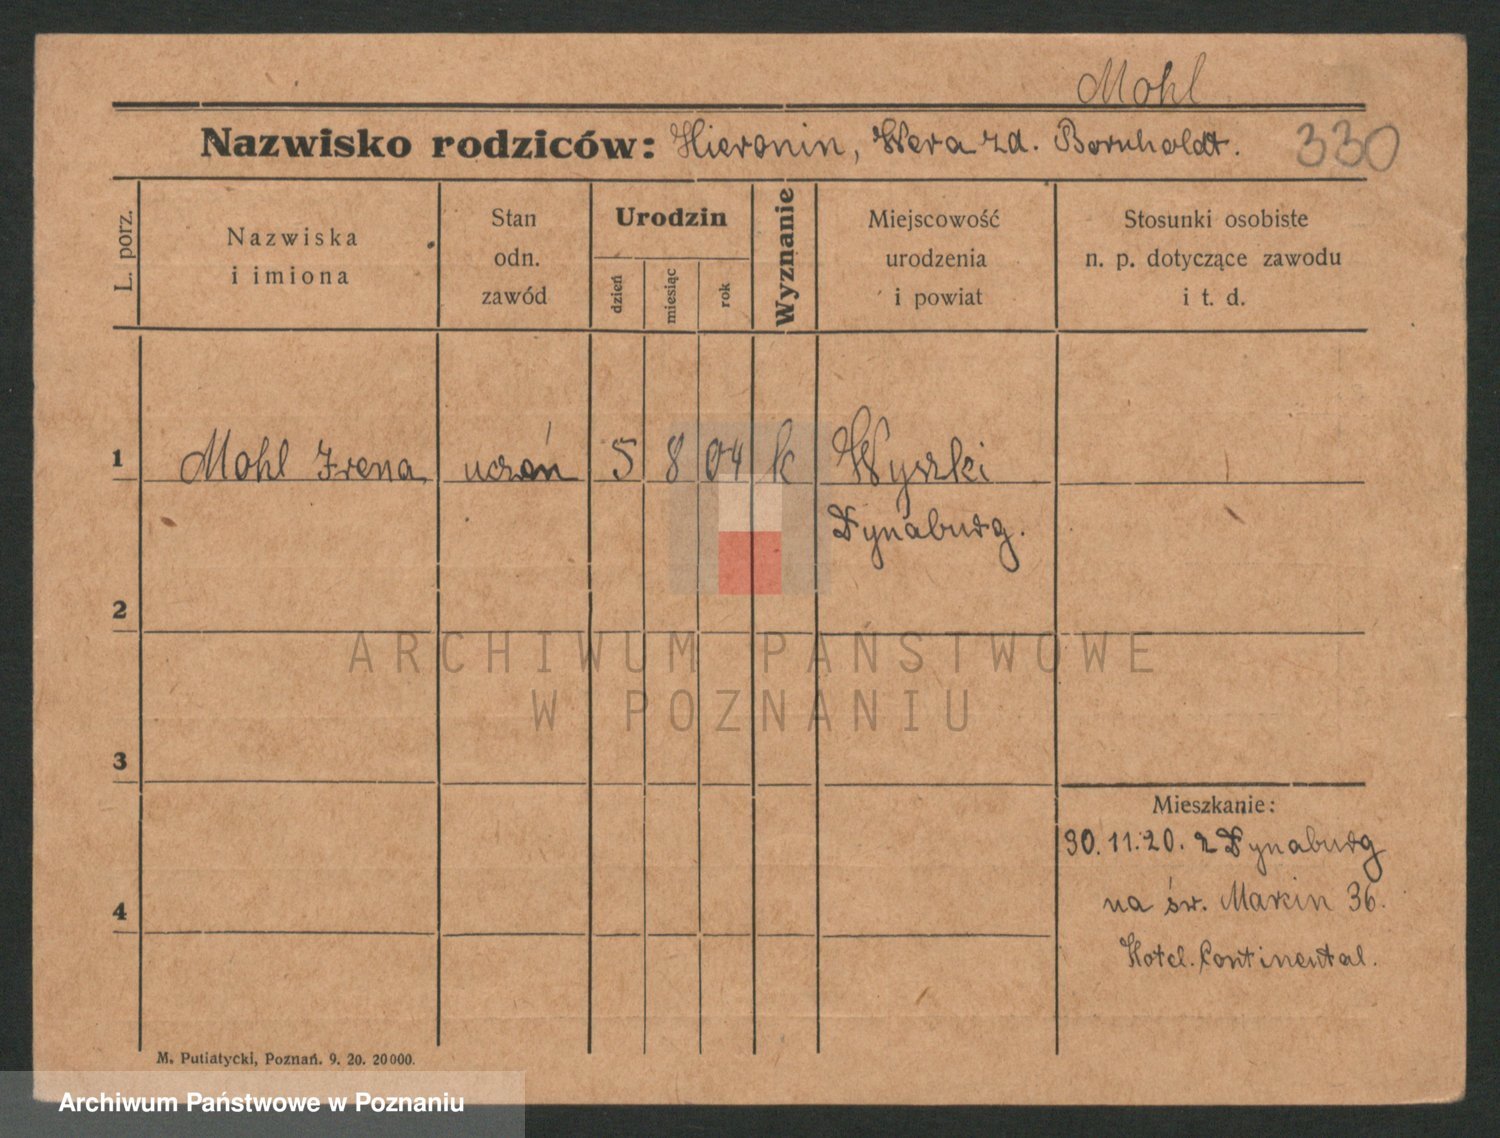 Mohl
Nazwisko rodziców: Hieronin, Wera zd. Bornholdt. 330
L. porz.
Nazwiska
i imiona
Stan
odn.
zawód
Urodzin
dzień
miesiąc
rok
Wyznanie
Miejscowość
urodzenia
i powiat
Stosunki osobiste
n. p. dotyczące zawodu
i t. d.
1 Mohl Irena uczeń 5 8 04 k Wyszki
Dynaburg.
2
ARCHIWUM PAŃSTWOWE
W POZNANIU
3
Mieszkanie:
30.11.20. z Dynaburg
na św. Marcin 36.
4
Hotel. Continental.
M. Putiatycki, Poznań. 9. 20. 20000.
Archiwum Państwowe w Poznaniu